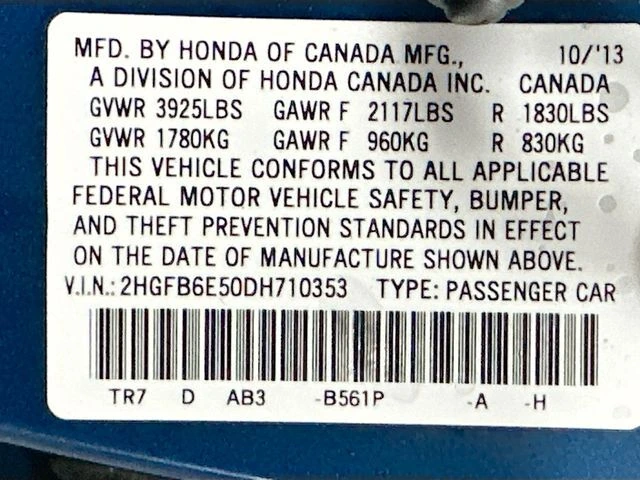 MFD. BY HONDA OF CANADA MFG., 10/'13
A DIVISION OF HONDA CANADA INC. CANADA
GVWR 3925LBS GAWR F 2117LBS R 1830LBS
GVWR 1780KG GAWR F 960KG R 830KG
THIS VEHICLE CONFORMS TO ALL APPLICABLE
FEDERAL MOTOR VEHICLE SAFETY, BUMPER,
AND THEFT PREVENTION STANDARDS IN EFFECT
ON THE DATE OF MANUFACTURE SHOWN ABOVE.
V.I.N.: 2HGFB6E50DH710353 TYPE: PASSENGER CAR
TR7 D AB3 -B561P -A -H